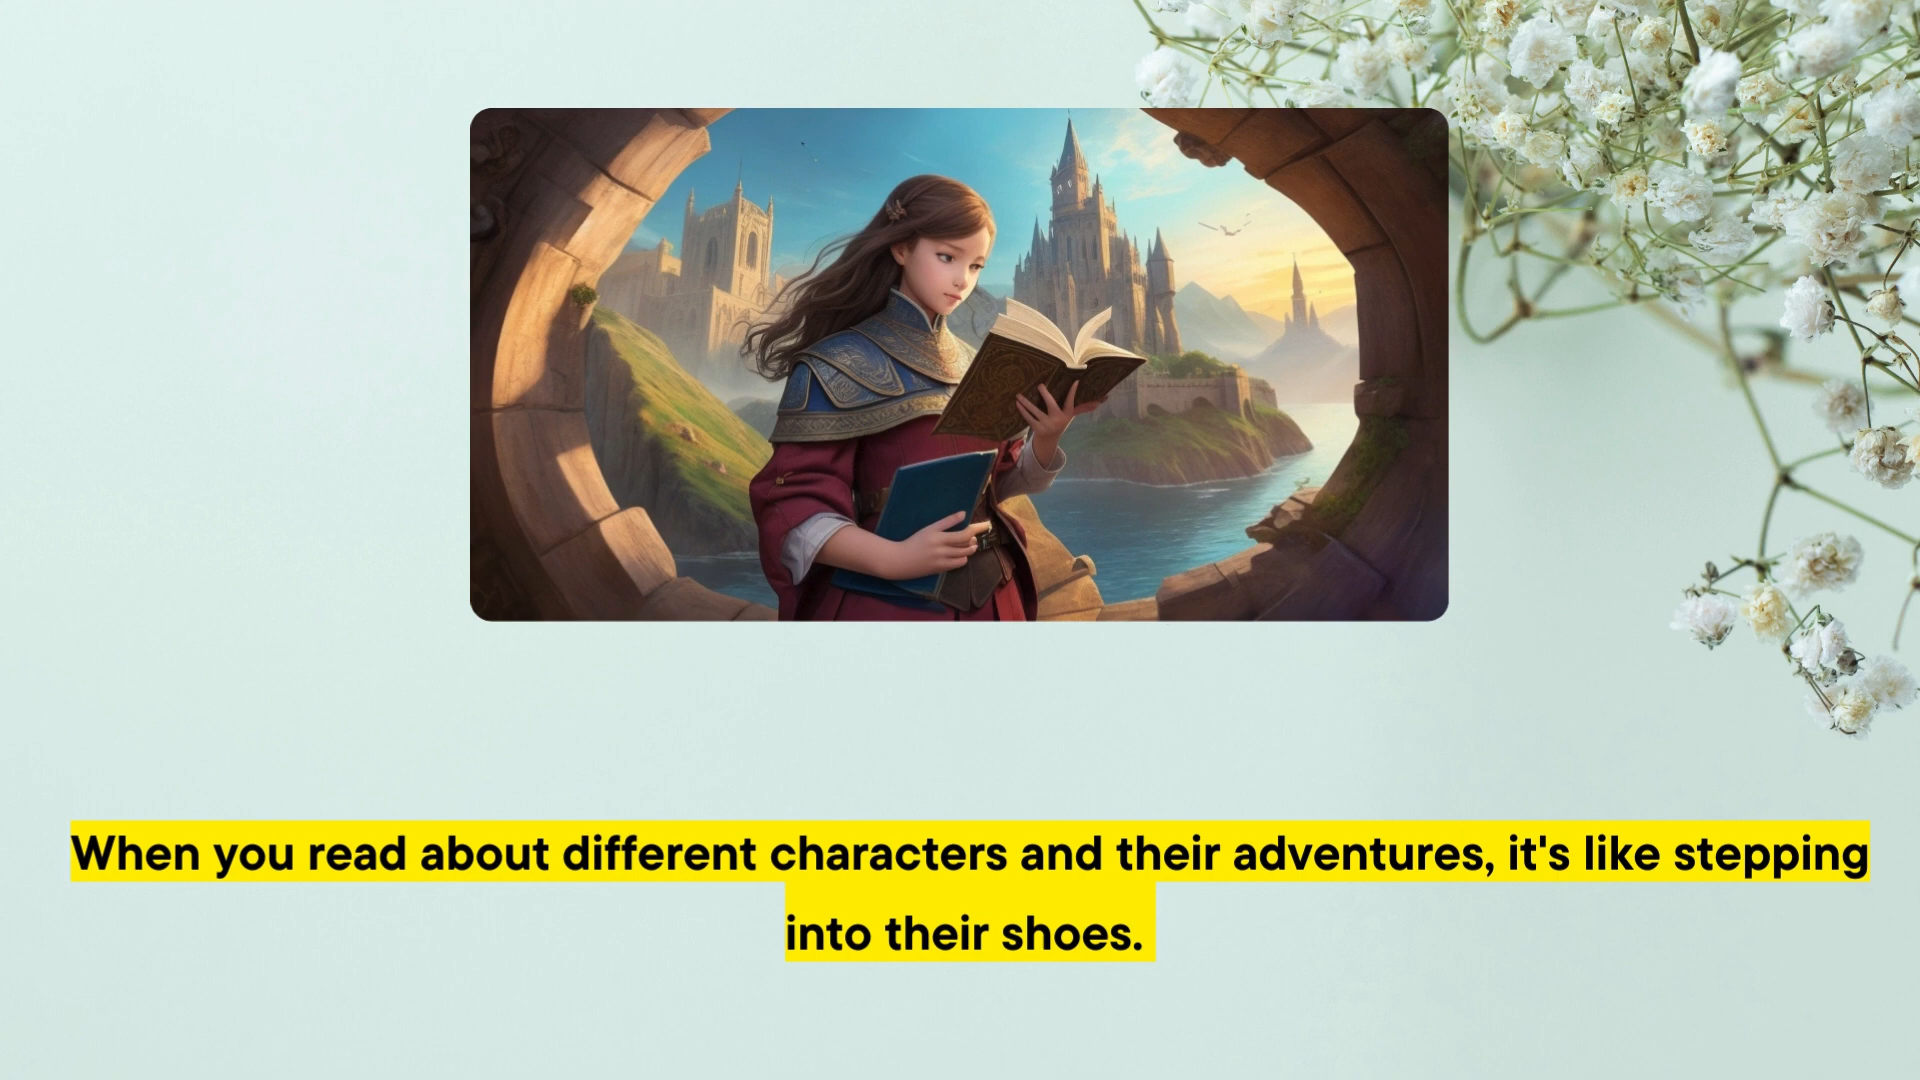 When you read about different characters and their adventures, it's like stepping
into their shoes.